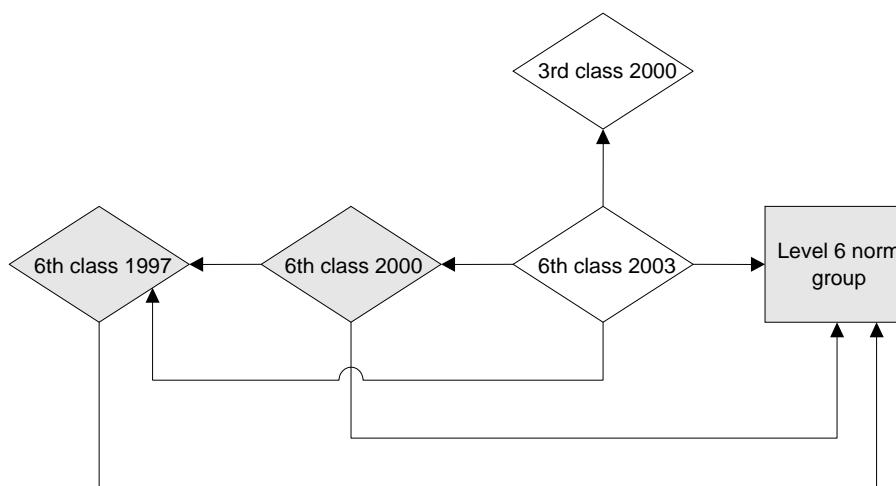 3rd class 2000
6th class 1997
6th class 2000
6th class 2003
Level 6 norm
group